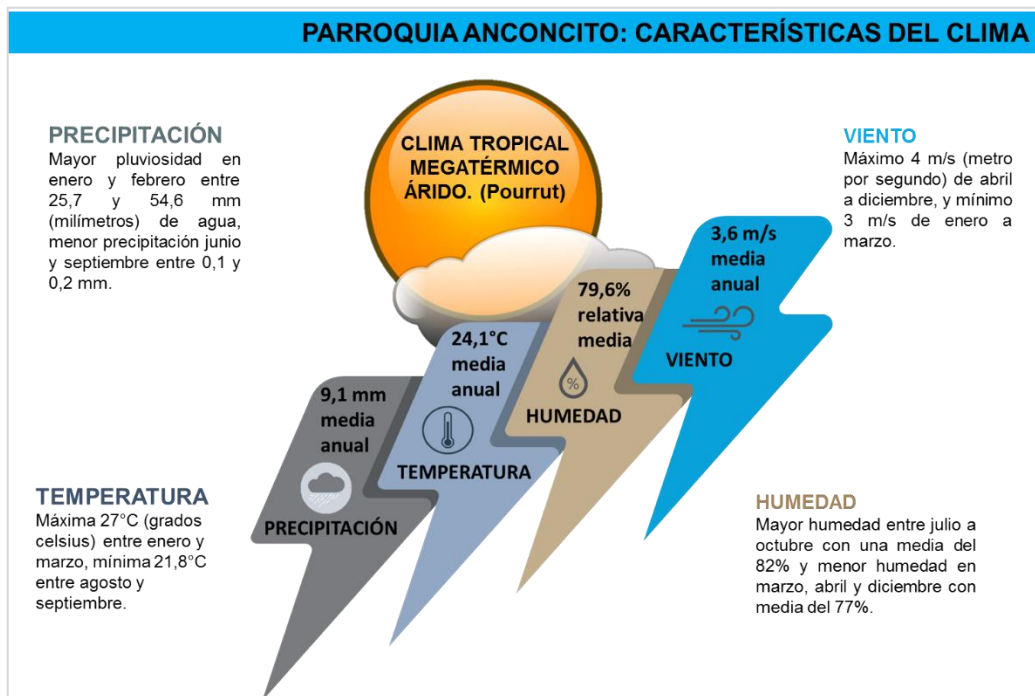 PARROQUIA ANCONCITO: CARACTERÍSTICAS DEL CLIMA
PRECIPITACIÓN
Mayor pluviosidad en
enero y febrero entre
25,7 y 54,6 mm
(milímetros) de agua,
menor precipitación junio
y septiembre entre 0,1 y
0,2 mm.
CLIMA TROPICAL
MEGATÉRMICO
ÁRIDO. (Pourrut)
VIENTO
Máximo 4 m/s (metro
por segundo) de abril
a diciembre, y mínimo
3 m/s de enero a
marzo.
3,6 m/s
media
anual
VIENTO
79,6%
relativa
media
%
HUMEDAD
24,1°C
media
anual
TEMPERATURA
9,1 mm
media
anual
PRECIPITACIÓN
TEMPERATURA
Máxima 27°C (grados
celsius) entre enero y
marzo, mínima 21,8°C
entre agosto y
septiembre.
HUMEDAD
Mayor humedad entre julio a
octubre con una media del
82% y menor humedad en
marzo, abril y diciembre con
media del 77%.